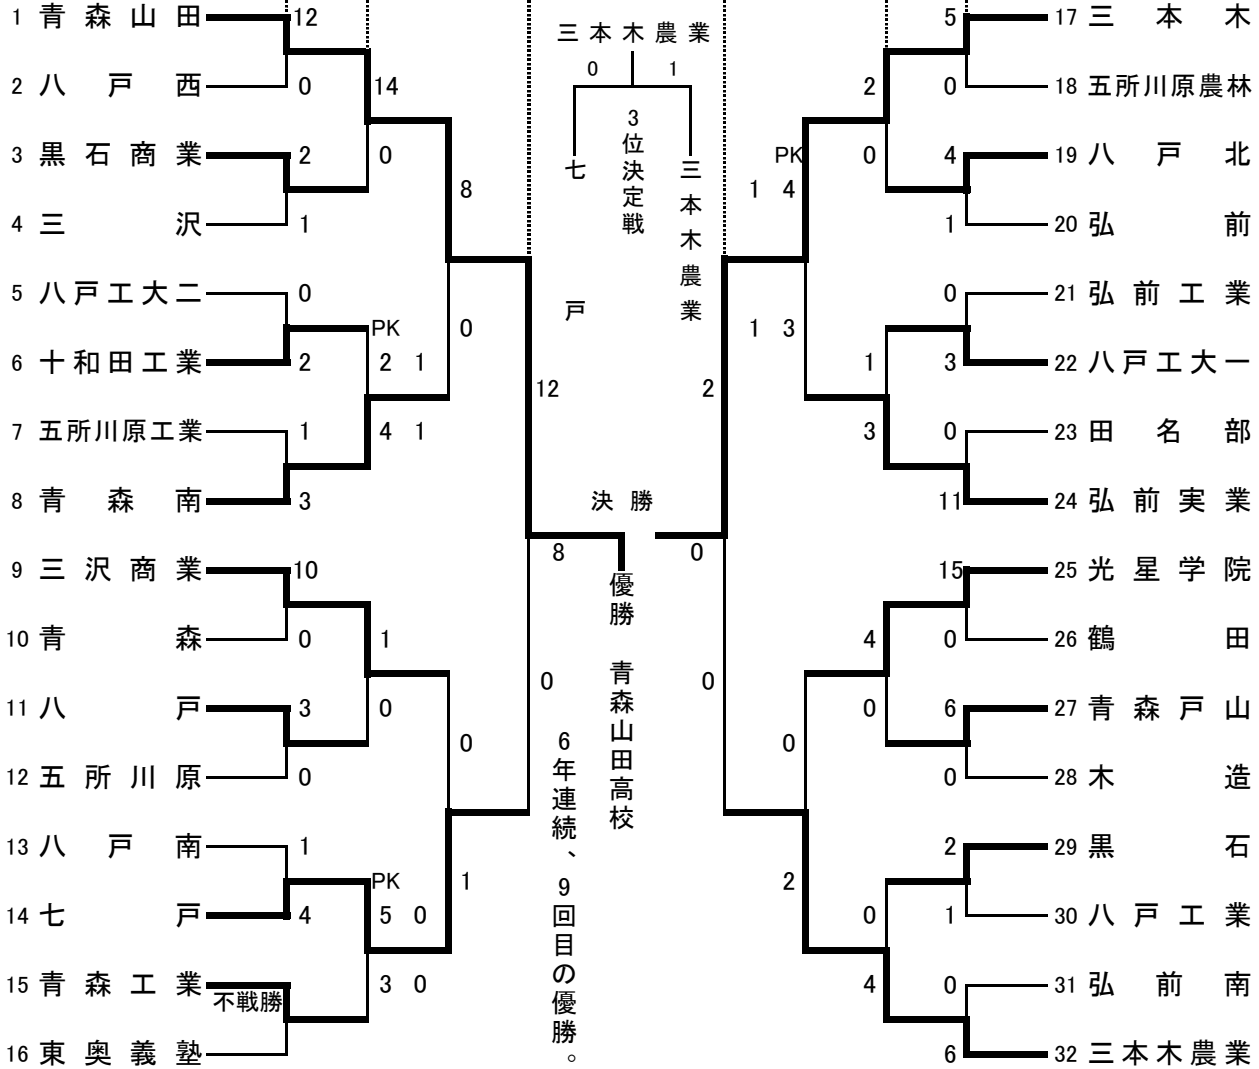 1 青森山田 12
2 八戸西 0
14
3 黒石商業 2
0
4 三沢 1
8
5 八戸工大二 0
PK
0
6 十和田工業 2
2 1
7 五所川原工業 1
4 1
8 青森南 3
12
9 三沢商業 10
10 青森 0
1
11 八戸 3
0
12 五所川原 0
0
13 八戸南 1
PK
1
14 七戸 4
5 0
15 青森工業
不戦勝
3 0
16 東奥義塾
0
三本木農業
0 1
3位決定戦
七戸
三本木農業
決勝
8 0
優勝 青森山田高校
6年連続、9回目の優勝。
5 17 三本木
2
0 18 五所川原農林
0
4 19 八戸北
PK
1 4
1 20 弘前
0 21 弘前工業
1 3
1
3 22 八戸工大一
2
3
0 23 田名部
11 24 弘前実業
15 25 光星学院
4
0 26 鶴田
0
0
6 27 青森戸山
0
0 28 木造
2 29 黒石
2
0
1 30 八戸工業
4
0 31 弘前南
6 32 三本木農業